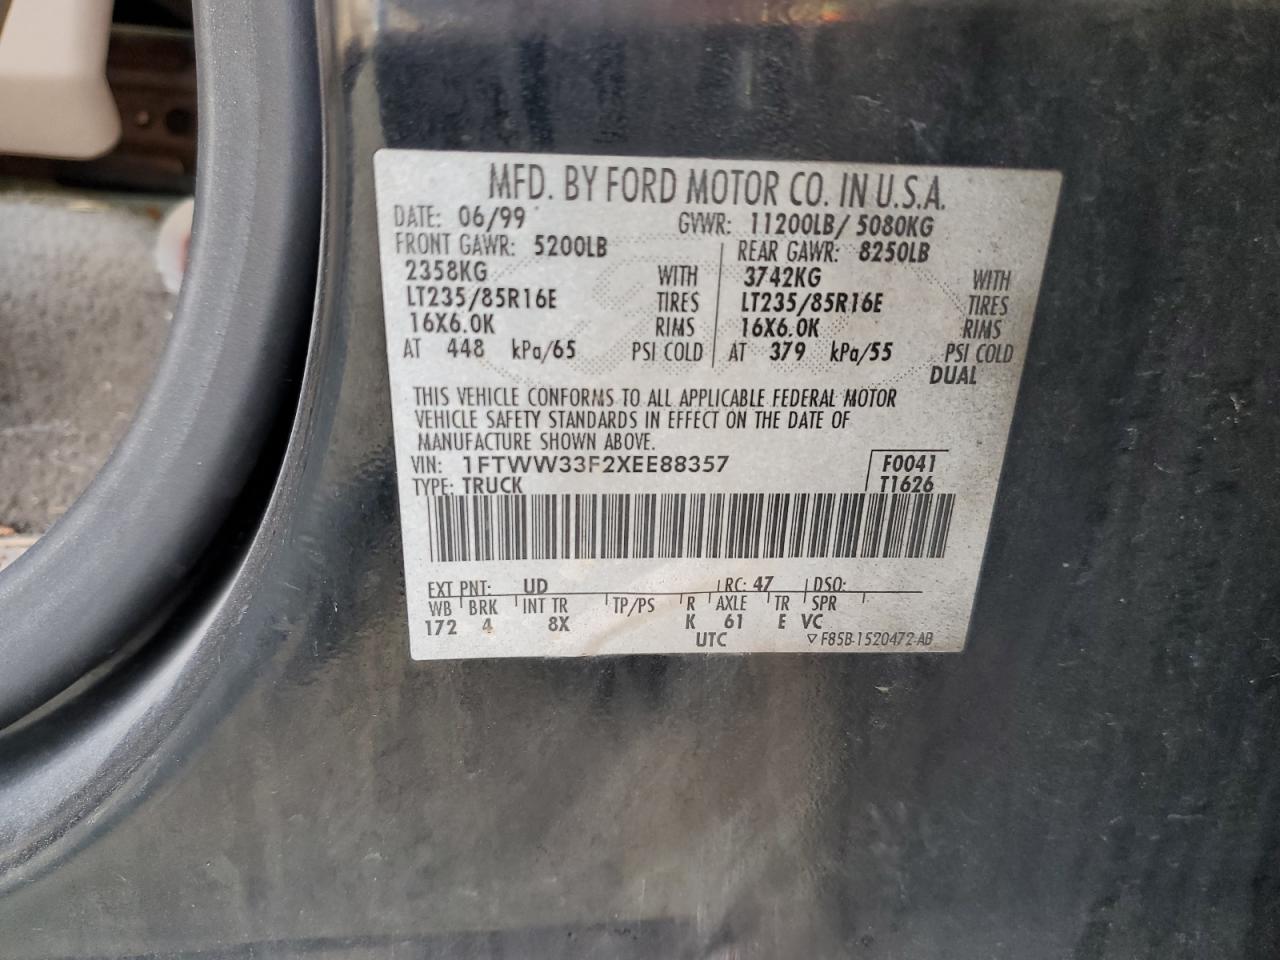 MFD. BY FORD MOTOR CO. IN U.S.A.
DATE: 06/99 GVWR: 11200LB/ 5080KG
FRONT GAWR: 5200LB REAR GAWR: 8250LB
2358KG WITH 3742KG WITH
LT235/85R16E TIRES LT235/85R16E TIRES
16X6.0K RIMS 16X6.0K RIMS
AT 448 kPa/65 PSI COLD AT 379 kPa/55 PSI COLD
DUAL
THIS VEHICLE CONFORMS TO ALL APPLICABLE FEDERAL MOTOR
VEHICLE SAFETY STANDARDS IN EFFECT ON THE DATE OF
MANUFACTURE SHOWN ABOVE.
VIN: 1FTWW33F2XEE88357 F0041
TYPE: TRUCK T1626
EXT PNT: UD RC: 47 DSO:
WB BRK INT TR TP/PS R AXLE TR SPR
172 4 8X K 61 E VC
UTC ▽ F85B-1520472-AB